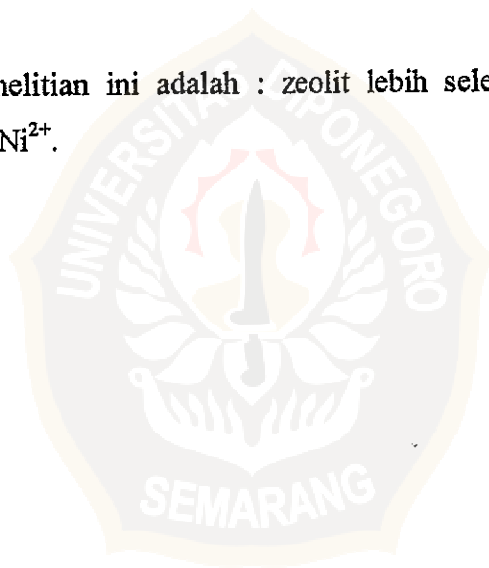 nelitian ini adalah : zeolit lebih sele
Ni²⁺.
UNIVERSITAS DIPONEGORO
SEMARANG